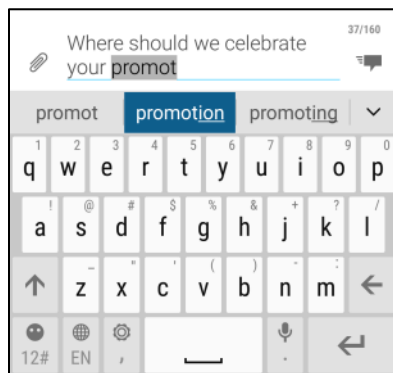 37/160
Where should we celebrate
your promot
promot promotion promoting
1 2 3 4 5 6 7 8 9 0
q w e r t y u i o p
! @ # $ % & + ? /
a s d f g h j k l
_ " ' ( ) - :
z x c v b n m
12# EN , .